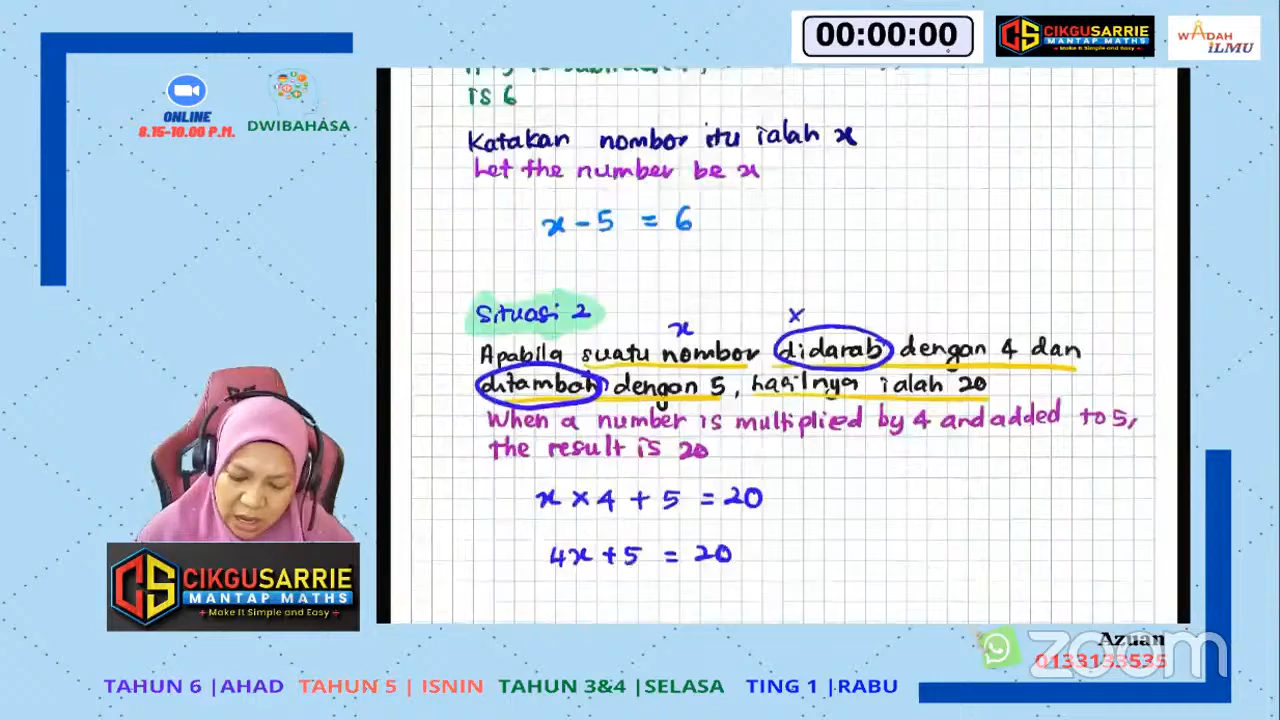 00:00:00
CS CIKGUSARRIE
MANTAP MATHS
Make It Simple and Easy
WADAH
ILMU
ONLINE
8.15-10.00 P.M.
DWIBAHASA
is 6
Katakan nombor itu ialah x
Let the number be x
x - 5 = 6
Situasi 2
x ×
Apabila suatu nombor didarab dengan 4 dan
ditambah dengan 5, hasilnya ialah 20
When a number is multiplied by 4 and added to 5,
the result is 20
x × 4 + 5 = 20
4x + 5 = 20
CS CIKGUSARRIE
MANTAP MATHS
+ Make It Simple and Easy +
Azuan
0133133535
zoom
TAHUN 6 |AHAD TAHUN 5 | ISNIN TAHUN 3&4 |SELASA TING 1 |RABU